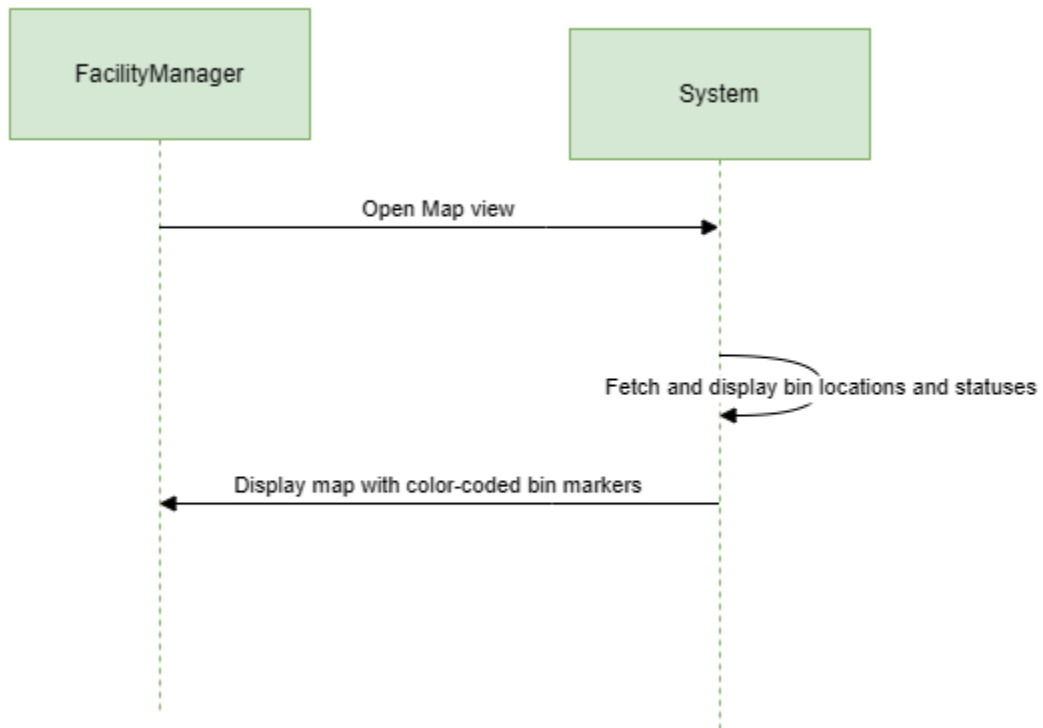 FacilityManager
System
Open Map view
Fetch and display bin locations and statuses
Display map with color-coded bin markers